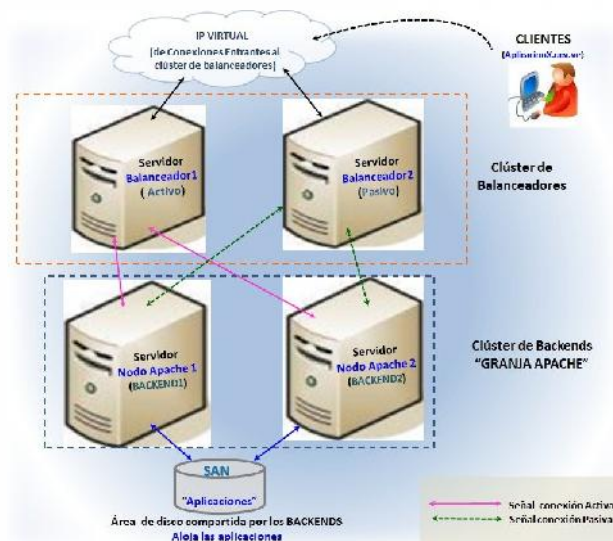 IP VIRTUAL
(de Conexiones Entrantes al
clúster de balanceadores)
CLIENTES
Servidor
Balanceador1
( Activo)
Servidor
Balanceador2
(Pasivo)
Clúster de
Balanceadores
Servidor
Nodo Apache 1
(BACKEND1)
Servidor
Nodo Apache 2
(BACKEND2)
Clúster de Backends
"GRANJA APACHE"
SAN
"Aplicaciones"
Área de disco compartida por los BACKENDS
Aloja las aplicaciones
Señal conexión Activa
Señal conexión Pasiva